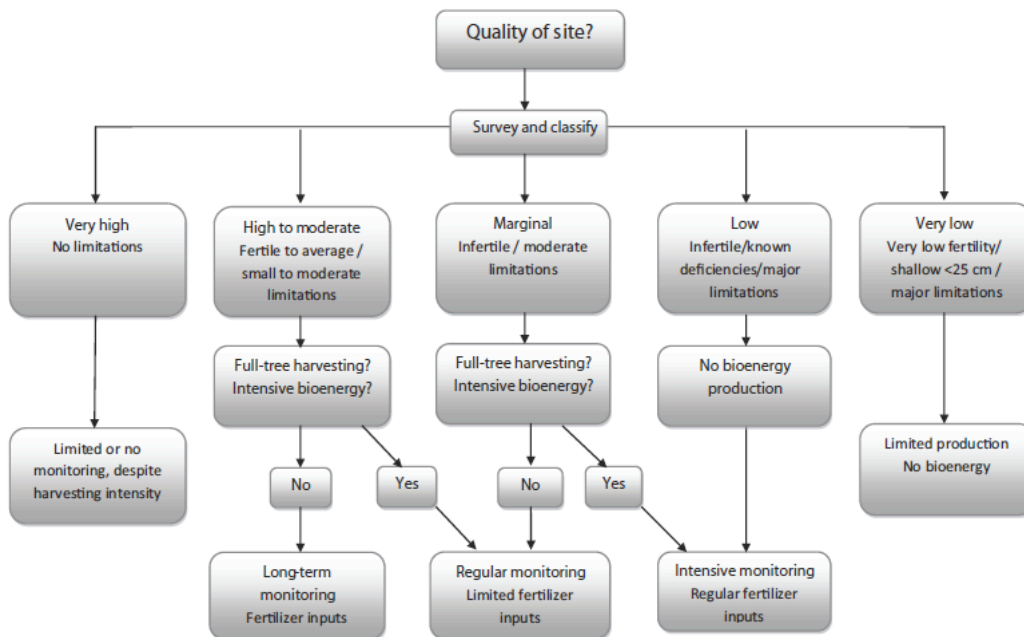 Quality of site?
Survey and classify
Very high
No limitations
High to moderate
Fertile to average /
small to moderate
limitations
Marginal
Infertile / moderate
limitations
Low
Infertile/known
deficiencies/major
limitations
Very low
Very low fertility/
shallow <25 cm /
major limitations
Full-tree harvesting?
Intensive bioenergy?
Full-tree harvesting?
Intensive bioenergy?
No bioenergy
production
Limited or no
monitoring, despite
harvesting intensity
Limited production
No bioenergy
No
Yes
No
Yes
Long-term
monitoring
Fertilizer inputs
Regular monitoring
Limited fertilizer
inputs
Intensive monitoring
Regular fertilizer
inputs